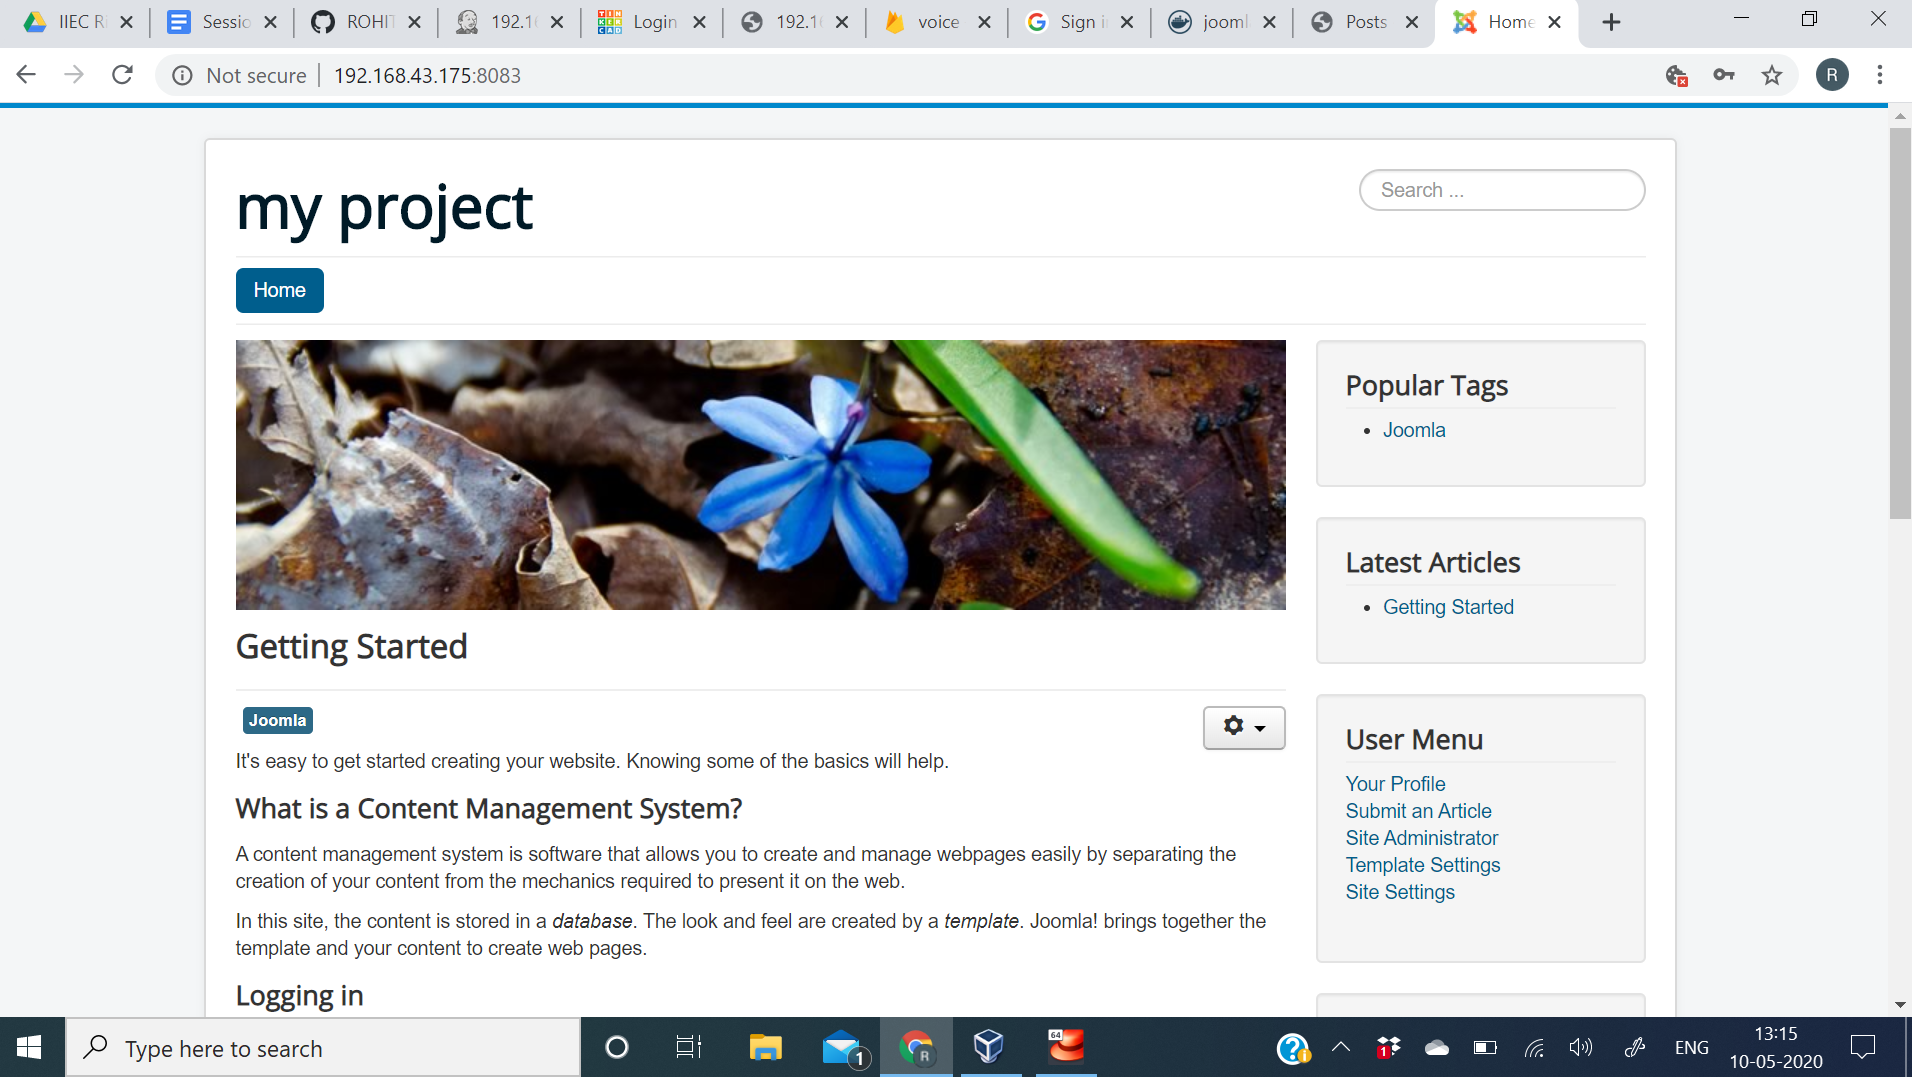 IIEC R
Sessio
ROHIT
192.16
Login
192.16
voice
Sign i
jooml
Posts
Home
Not secure
192.168.43.175:8083
R
my project
Search ...
Home
Popular Tags
Joomla
Latest Articles
Getting Started
Getting Started
Joomla
It's easy to get started creating your website. Knowing some of the basics will help.
What is a Content Management System?
A content management system is software that allows you to create and manage webpages easily by separating the
creation of your content from the mechanics required to present it on the web.
In this site, the content is stored in a database. The look and feel are created by a template. Joomla! brings together the
template and your content to create web pages.
Logging in
User Menu
Your Profile
Submit an Article
Site Administrator
Template Settings
Site Settings
Type here to search
1
R
64
1
ENG
13:15
10-05-2020